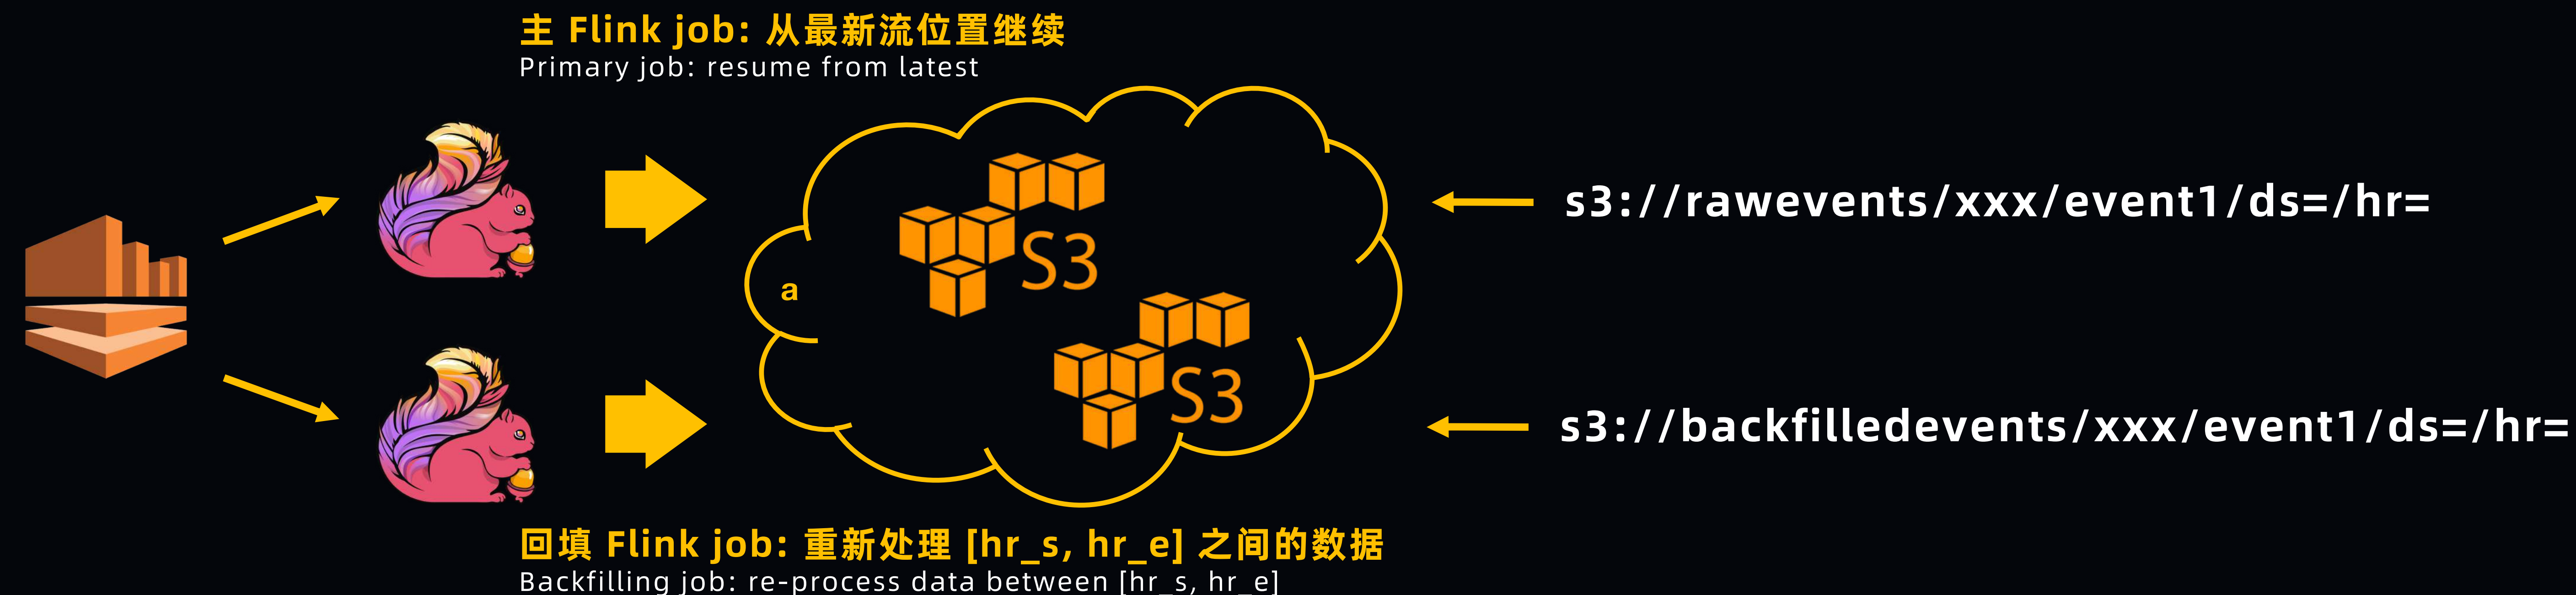 主 Flink job: 从最新流位置继续
Primary job: resume from latest
S3
s3://rawevents/xxx/event1/ds=/hr=
a
S3
s3://backfilledevents/xxx/event1/ds=/hr=
回填 Flink job: 重新处理 [hr_s, hr_e] 之间的数据
Backfilling job: re-process data between [hr_s, hr_e]